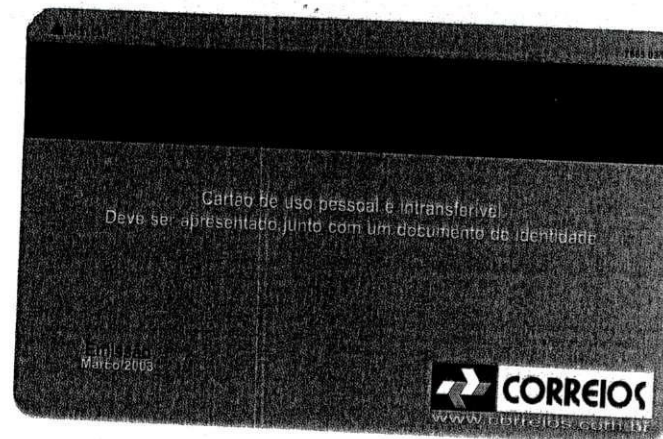 Cartão de uso pessoal e intransferível.
Deve ser apresentado junto com um documento de identidade
Emissão
Março/2003
CORREIOS
www.correios.com.br